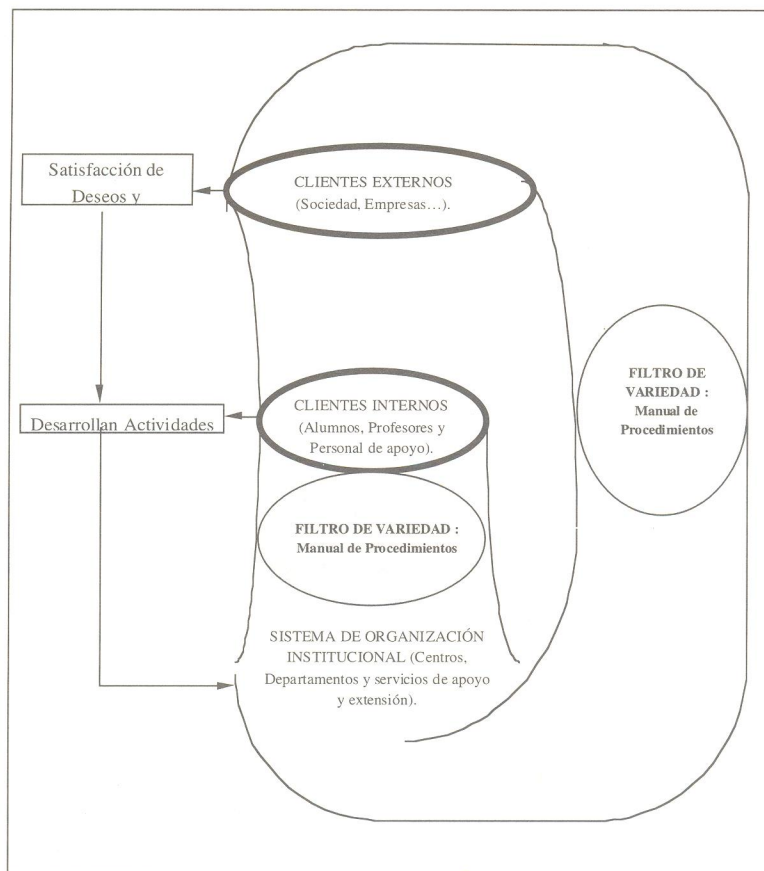 Satisfacción de
Deseos y
CLIENTES EXTERNOS
(Sociedad, Empresas…).
FILTRO DE
VARIEDAD :
Manual de
Procedimientos
Desarrollan Actividades
CLIENTES INTERNOS
(Alumnos, Profesores y
Personal de apoyo).
FILTRO DE VARIEDAD :
Manual de Procedimientos
SISTEMA DE ORGANIZACIÓN
INSTITUCIONAL (Centros,
Departamentos y servicios de apoyo
y extensión).